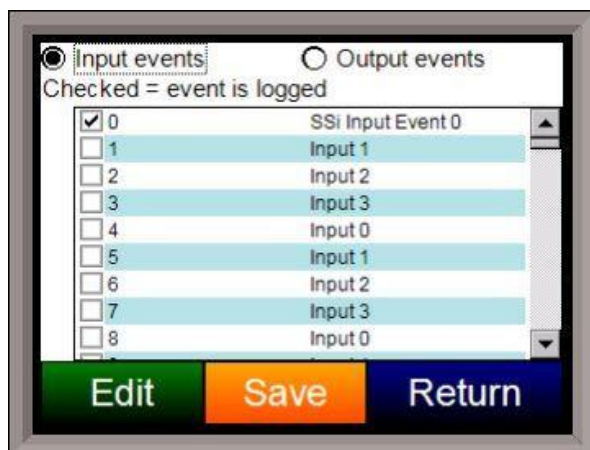 Input events Output events
Checked = event is logged
0 SSi Input Event 0
1 Input 1
2 Input 2
3 Input 3
4 Input 0
5 Input 1
6 Input 2
7 Input 3
8 Input 0
Edit Save Return